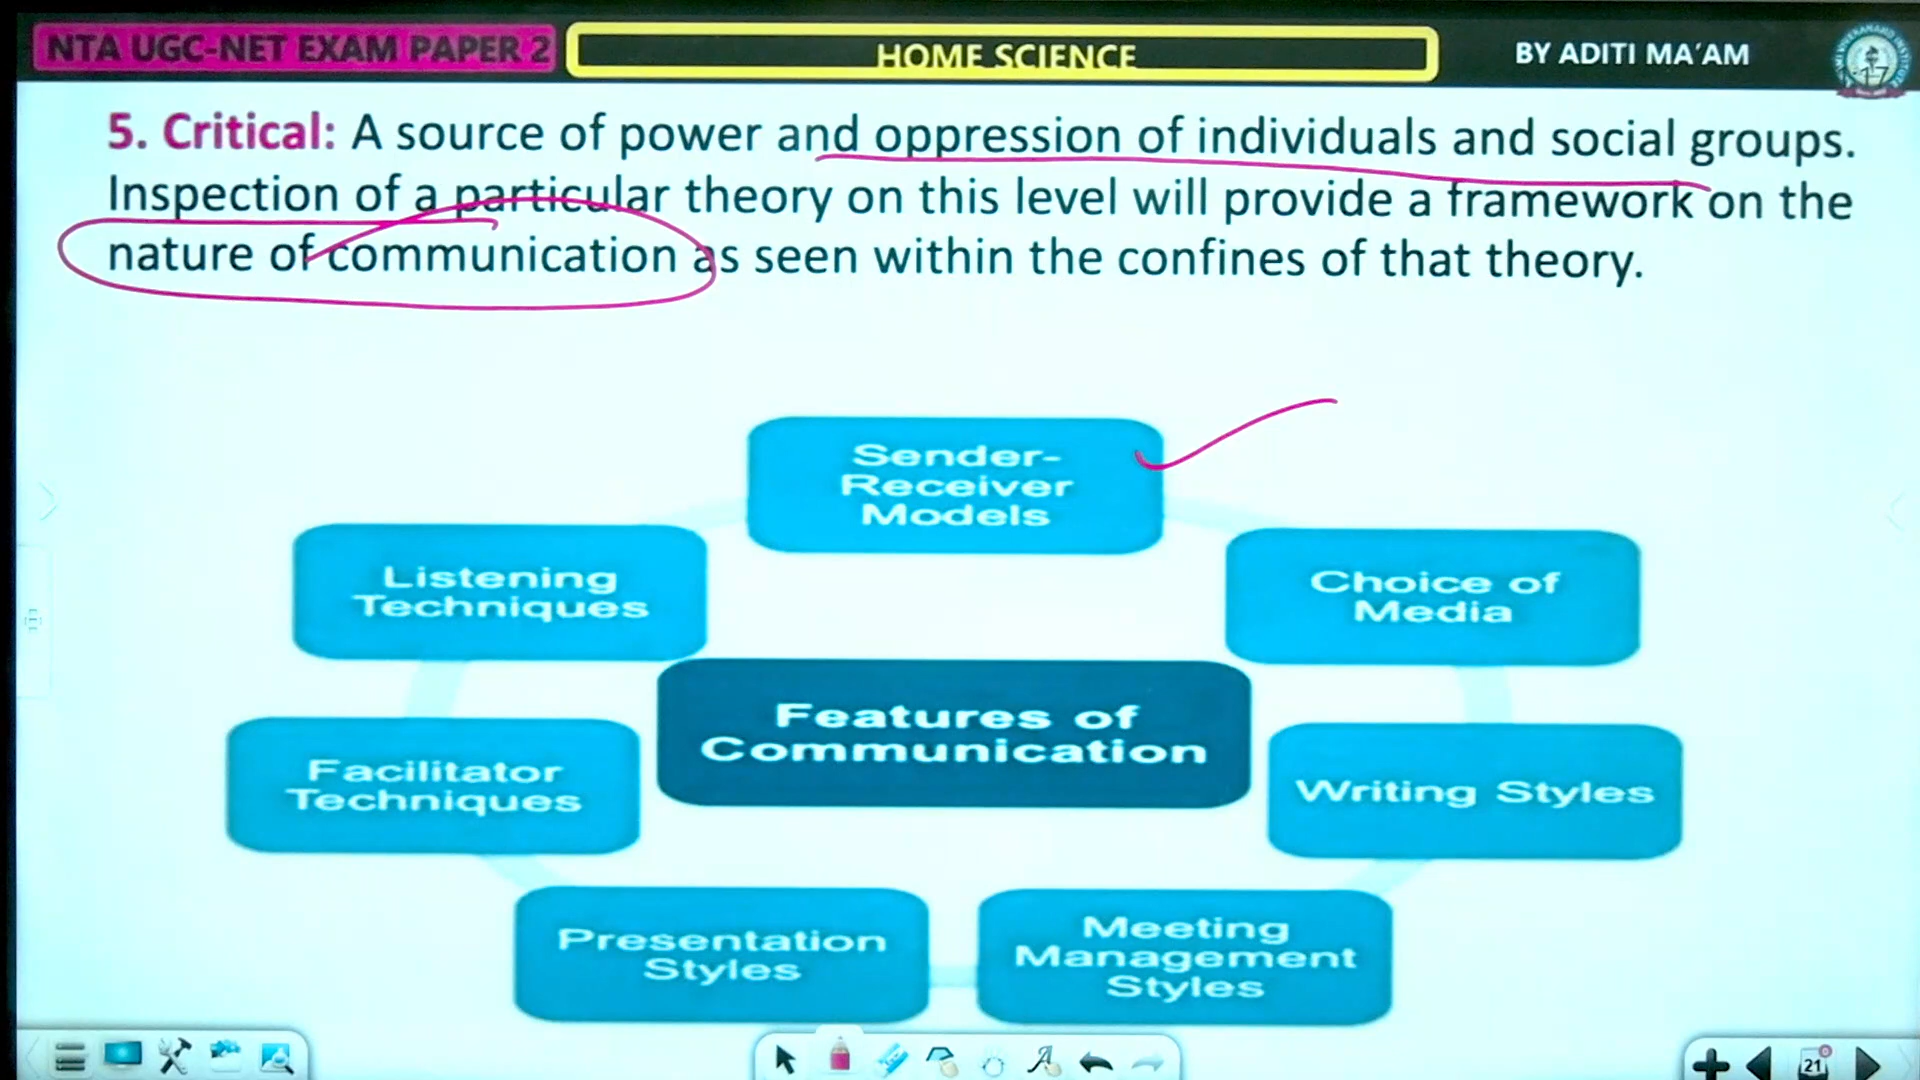 NTA UGC-NET EXAM PAPER 2
HOME SCIENCE
BY ADITI MA'AM
5. Critical: A source of power and oppression of individuals and social groups.
Inspection of a particular theory on this level will provide a framework on the
nature of communication as seen within the confines of that theory.
Sender-
Receiver
Models
Listening
Techniques
Choice of
Media
Features of
Communication
Facilitator
Techniques
Writing Styles
Presentation
Styles
Meeting
Management
Styles
21